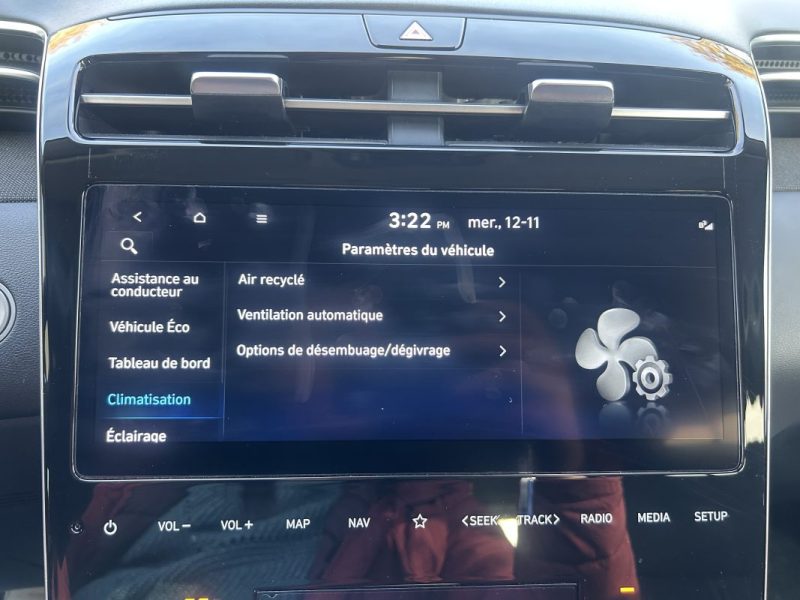 3:22 PM mer., 12-11
Paramètres du véhicule
Assistance au
conducteur
Véhicule Éco
Tableau de bord
Climatisation
Éclairage
Air recyclé
Ventilation automatique
Options de désembuage/dégivrage
VOL− VOL+ MAP NAV <SEEK TRACK> RADIO MEDIA SETUP